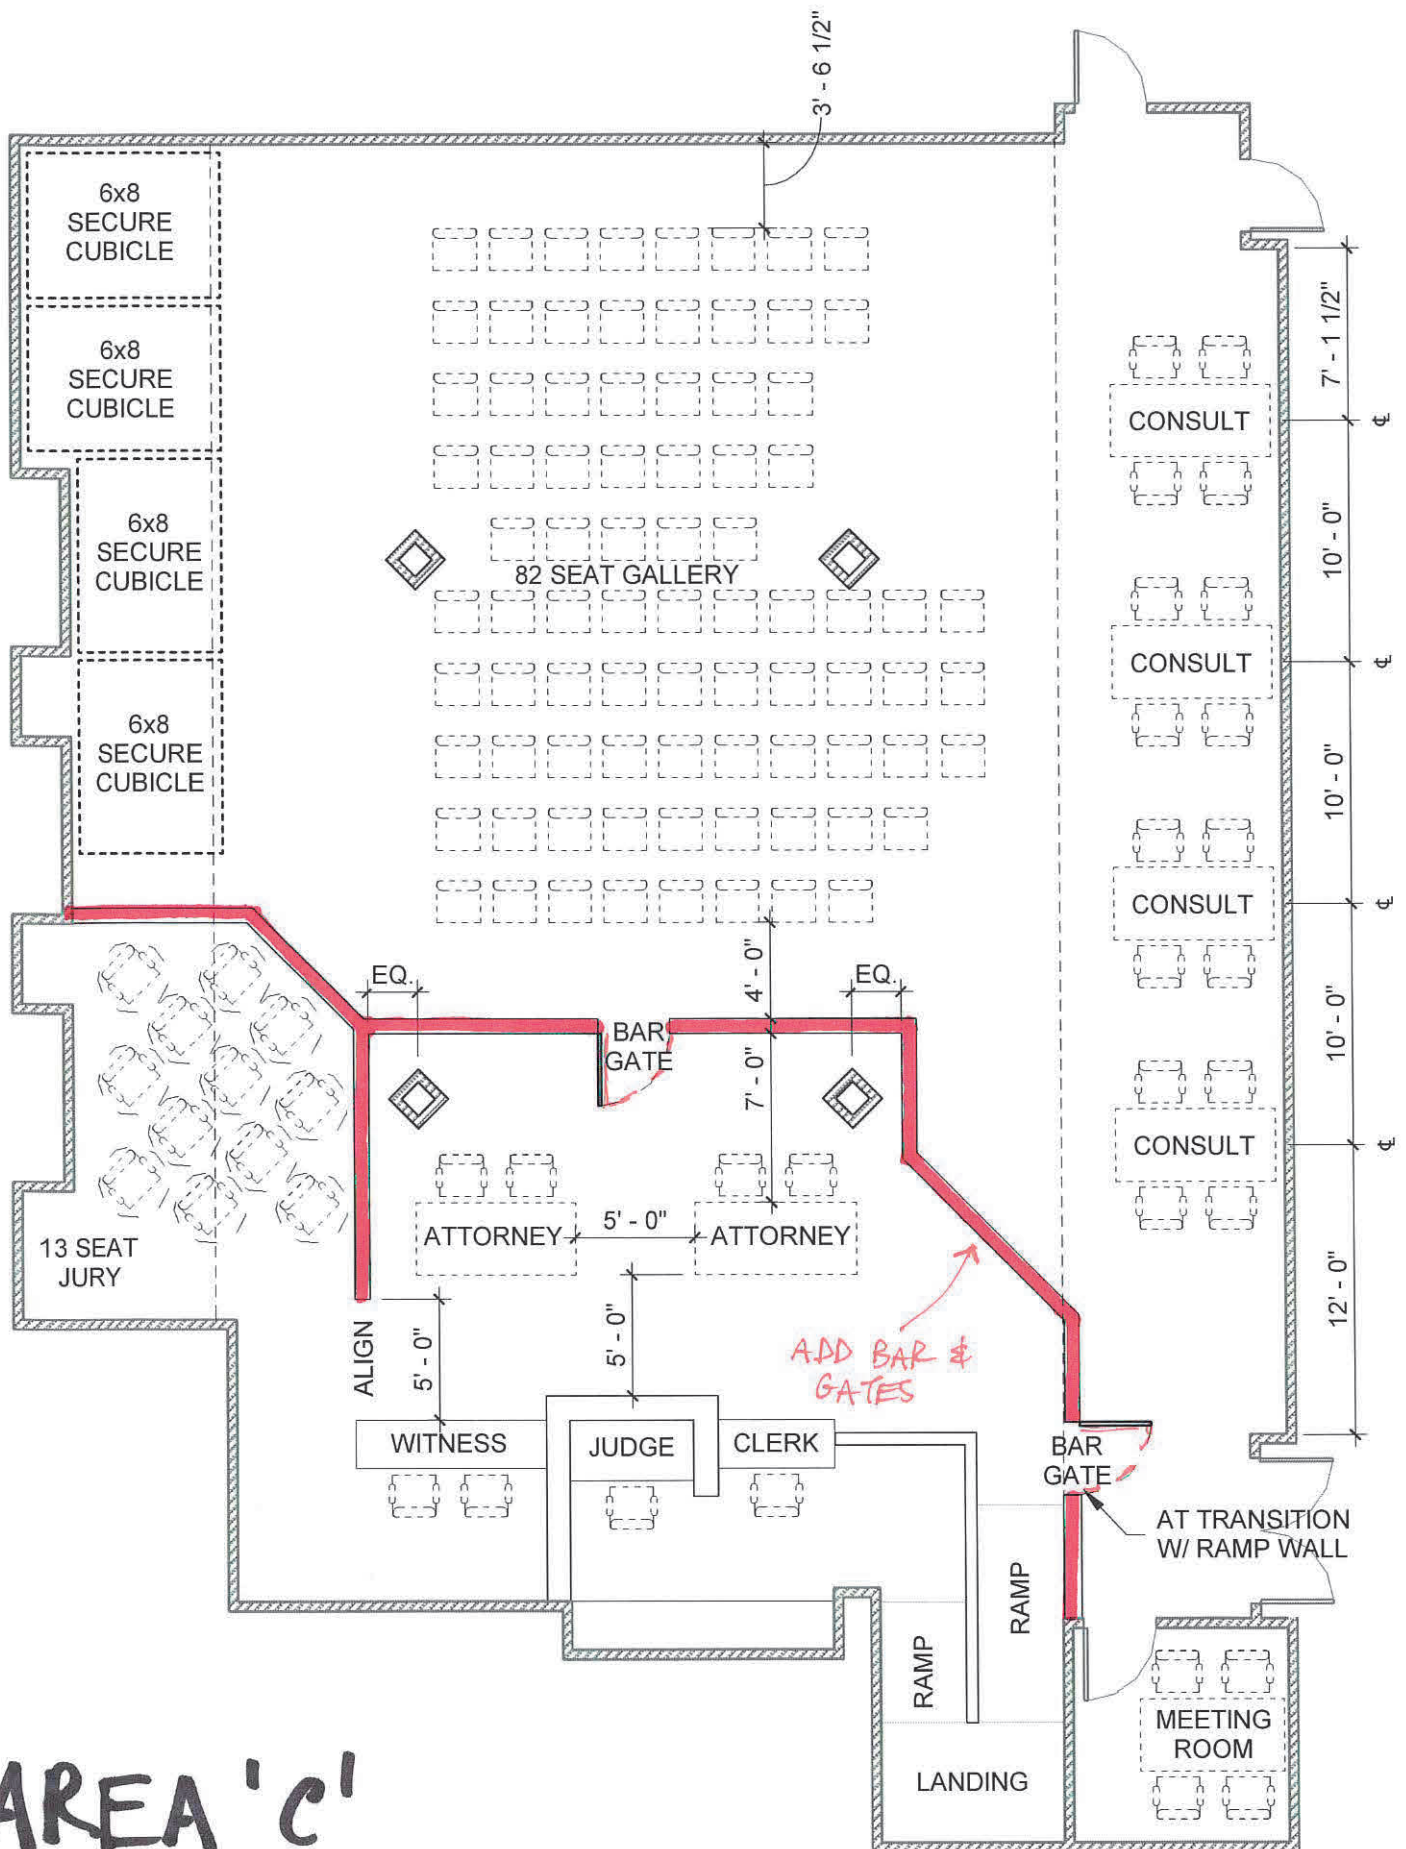 3' - 6 1/2"
6x8
SECURE
CUBICLE
6x8
SECURE
CUBICLE
6x8
SECURE
CUBICLE
6x8
SECURE
CUBICLE
82 SEAT GALLERY
7' - 1 1/2"
CONSULT
℄
10' - 0"
CONSULT
℄
10' - 0"
CONSULT
℄
10' - 0"
CONSULT
℄
12' - 0"
EQ.
4' - 0"
EQ.
BAR
GATE
7' - 0"
13 SEAT
JURY
ATTORNEY
5' - 0"
ATTORNEY
ALIGN
5' - 0"
5' - 0"
ADD BAR &
GATES
WITNESS
JUDGE
CLERK
BAR
GATE
AT TRANSITION
W/ RAMP WALL
RAMP
RAMP
LANDING
MEETING
ROOM
AREA 'C'